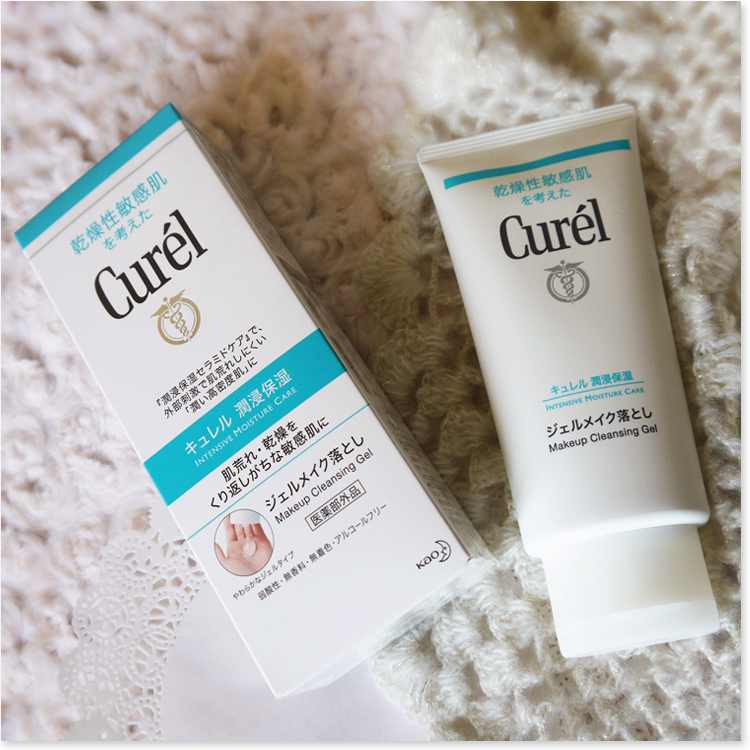 乾燥性敏感肌
を考えた
Curél
『潤浸保湿セラミドケア』で、
外部刺激で肌荒れしにくい
「潤い高密度肌」に
キュレル 潤浸保湿
INTENSIVE MOISTURE CARE
肌荒れ・乾燥を
くり返しがちな敏感肌に
ジェルメイク落とし
Makeup Cleansing Gel
医薬部外品
やわらかなジェルタイプ
弱酸性・無香料・無着色・アルコールフリー
Kao
乾燥性敏感肌
を考えた
Curél
キュレル 潤浸保湿
INTENSIVE MOISTURE CARE
ジェルメイク落とし
Makeup Cleansing Gel